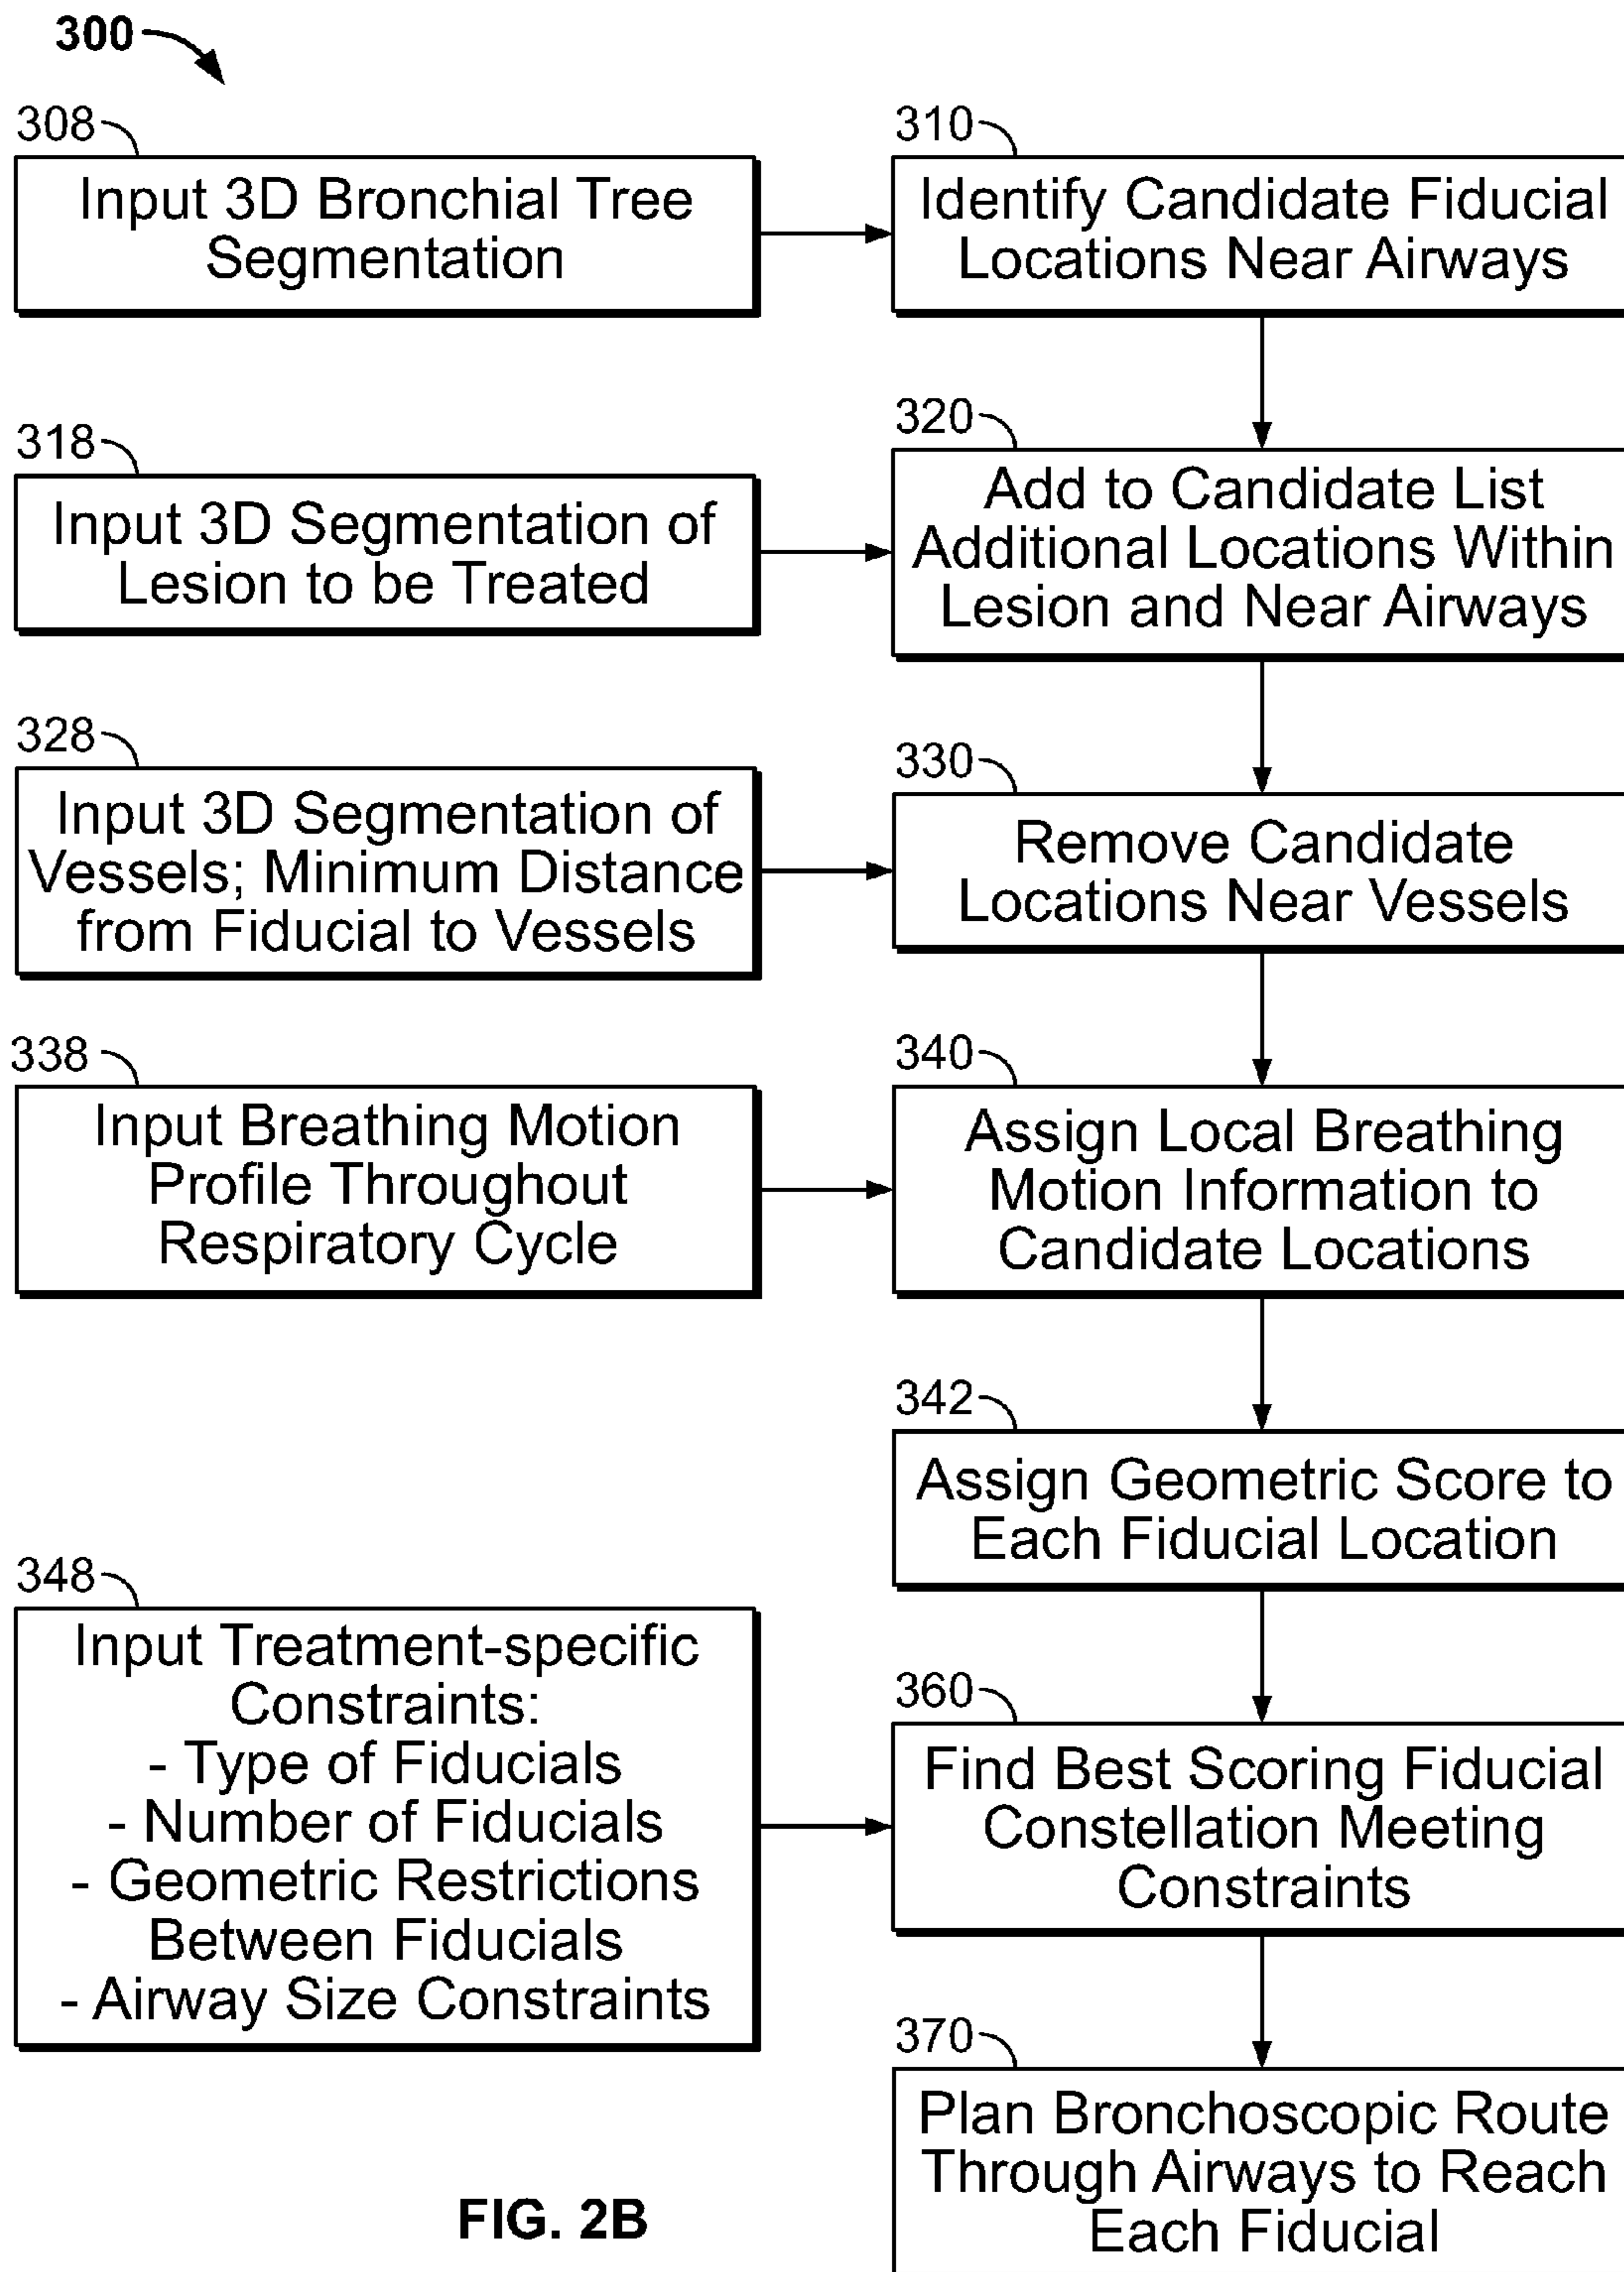 300
308
Input 3D Bronchial Tree
Segmentation
310
Identify Candidate Fiducial
Locations Near Airways
318
Input 3D Segmentation of
Lesion to be Treated
320
Add to Candidate List
Additional Locations Within
Lesion and Near Airways
328
Input 3D Segmentation of
Vessels; Minimum Distance
from Fiducial to Vessels
330
Remove Candidate
Locations Near Vessels
338
Input Breathing Motion
Profile Throughout
Respiratory Cycle
340
Assign Local Breathing
Motion Information to
Candidate Locations
342
Assign Geometric Score to
Each Fiducial Location
348
Input Treatment-specific
Constraints:
- Type of Fiducials
- Number of Fiducials
- Geometric Restrictions
Between Fiducials
- Airway Size Constraints
360
Find Best Scoring Fiducial
Constellation Meeting
Constraints
370
Plan Bronchoscopic Route
Through Airways to Reach
Each Fiducial
FIG. 2B